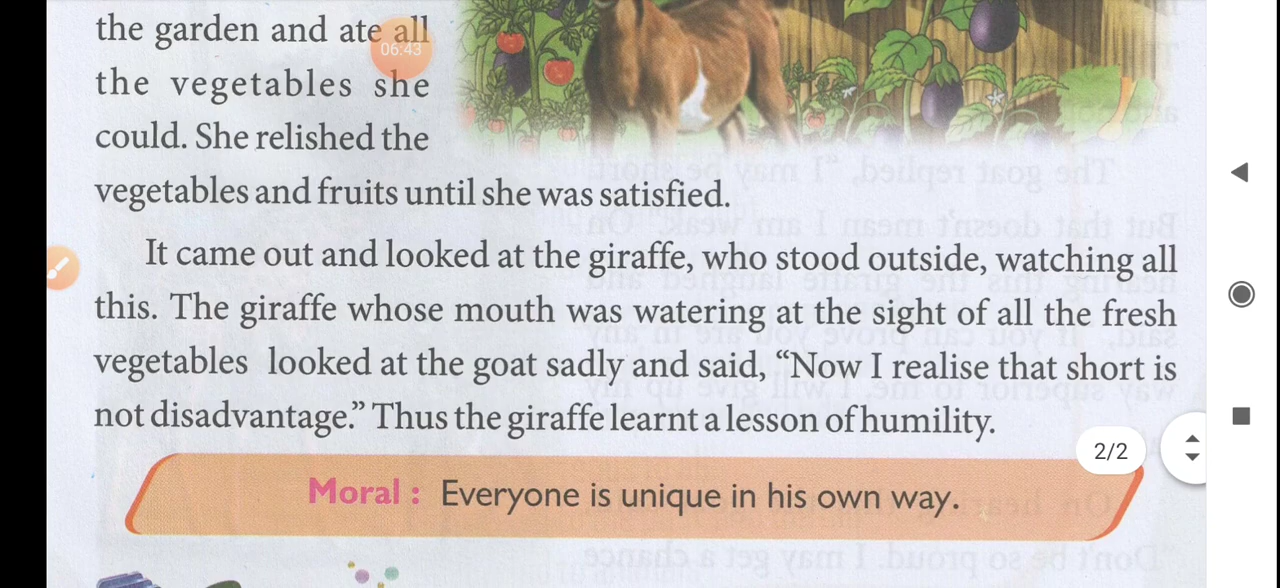 the garden and ate all
06:43
the vegetables she
could. She relished the
vegetables and fruits until she was satisfied.
It came out and looked at the giraffe, who stood outside, watching all
this. The giraffe whose mouth was watering at the sight of all the fresh
vegetables looked at the goat sadly and said, “Now I realise that short is
not disadvantage.” Thus the giraffe learnt a lesson of humility.
2/2
Moral : Everyone is unique in his own way.